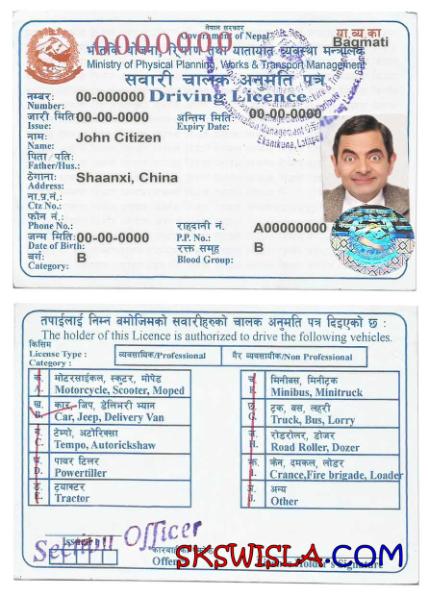 नेपाल सरकार
Government of Nepal
या.व्य.का
Bagmati
0000000
भौतिक योजना, निर्माण तथा यातायात व्यवस्था मन्त्रालय
Ministry of Physical Planning, Works & Transport Management
सवारी चालक अनुमति पत्र
Driving Licence
नम्बर: 00-000000
Number:
जारी मिति: 00-00-0000 अन्तिम मिति: 00-00-0000
Issue: Expiry Date:
नाम: John Citizen
Name:
पिता/पति:
Father/Hus.:
ठेगाना: Shaanxi, China
Address:
ना.प्र.नं.:
Ctz No.:
फोन नं.: राहदानी नं. A00000000
Phone No.: P.P. No.:
जन्म मिति: 00-00-0000 रक्त समूह B
Date of Birth: Blood Group:
वर्ग: B
Category:
Ekantakuna, Lalitpur
तपाईलाई निम्न बमोजिमको सवारीहरुको चालक अनुमति पत्र दिइएको छ :
The holder of this Licence is authorized to drive the following vehicles.
किसिम
License Type : व्यवसायिक/Professional गैर व्यवसायीक/Non Professional
Category :
क. मोटरसाईकल, स्कुटर, मोपेड
A. Motorcycle, Scooter, Moped
ख. कार, जिप, डेलिभरी भ्यान
B. Car, Jeep, Delivery Van
ग. टेम्पो, अटोरिक्सा
C. Tempo, Autorickshaw
घ. पावर टिलर
D. Powertiller
ङ. ट्र्याक्टर
E. Tractor
च. मिनीबस, मिनीट्रक
Minibus, Minitruck
छ. ट्रक, बस, लहरी
G. Truck, Bus, Lorry
ज. रोडरोलर, डोजर
H. Road Roller, Dozer
झ. क्रेन, दमकल, लोडर
I. Crance,Fire brigade, Loader
ञ. अन्य
J. Other
Section Officer
SKSWISLA.COM
Holder's Signature